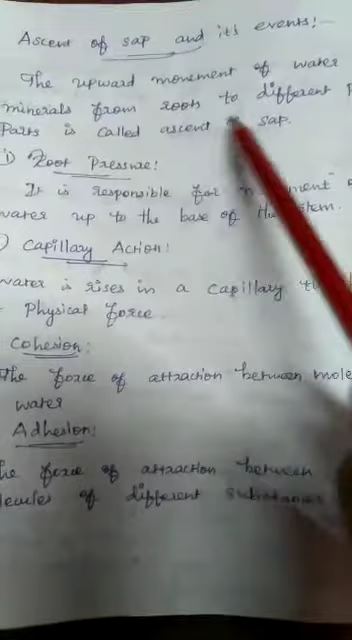 Ascent of sap and its events:-
The upward movement of water
minerals from roots to different
Parts is called ascent sap.
1) Root Pressure:
It is responsible for
water up to the base of the stem.
) Capillary Action:
water is rises in a capillary
Physical force.
Cohesion:
The force of attraction between
water
Adhesion:
he force of attraction between
lecules of different substances